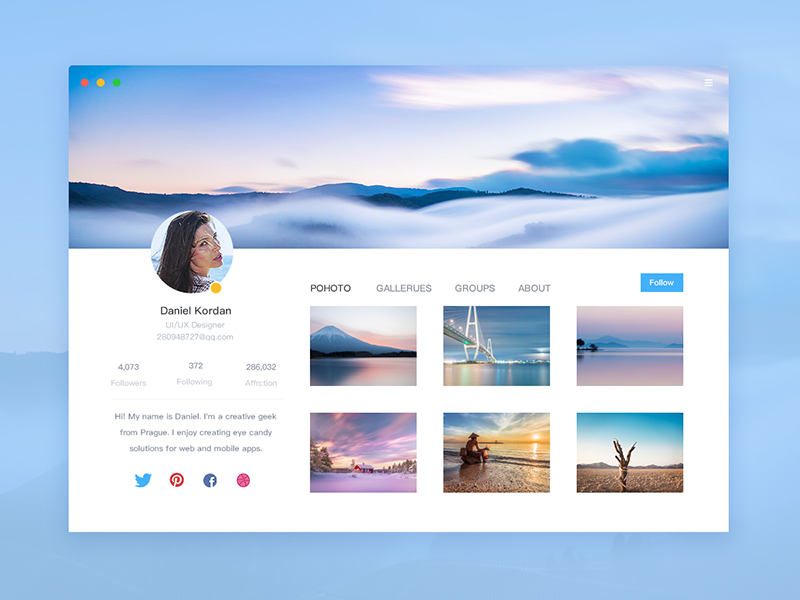 POHOTO
GALLERUES
GROUPS
ABOUT
Follow
Daniel Kordan
UI/UX Designer
280948727@qq.com
4,073
372
286,032
Followers
Following
Affrction
Hi! My name is Daniel. I'm a creative geek
from Prague. I enjoy creating eye candy
solutions for web and mobile apps.